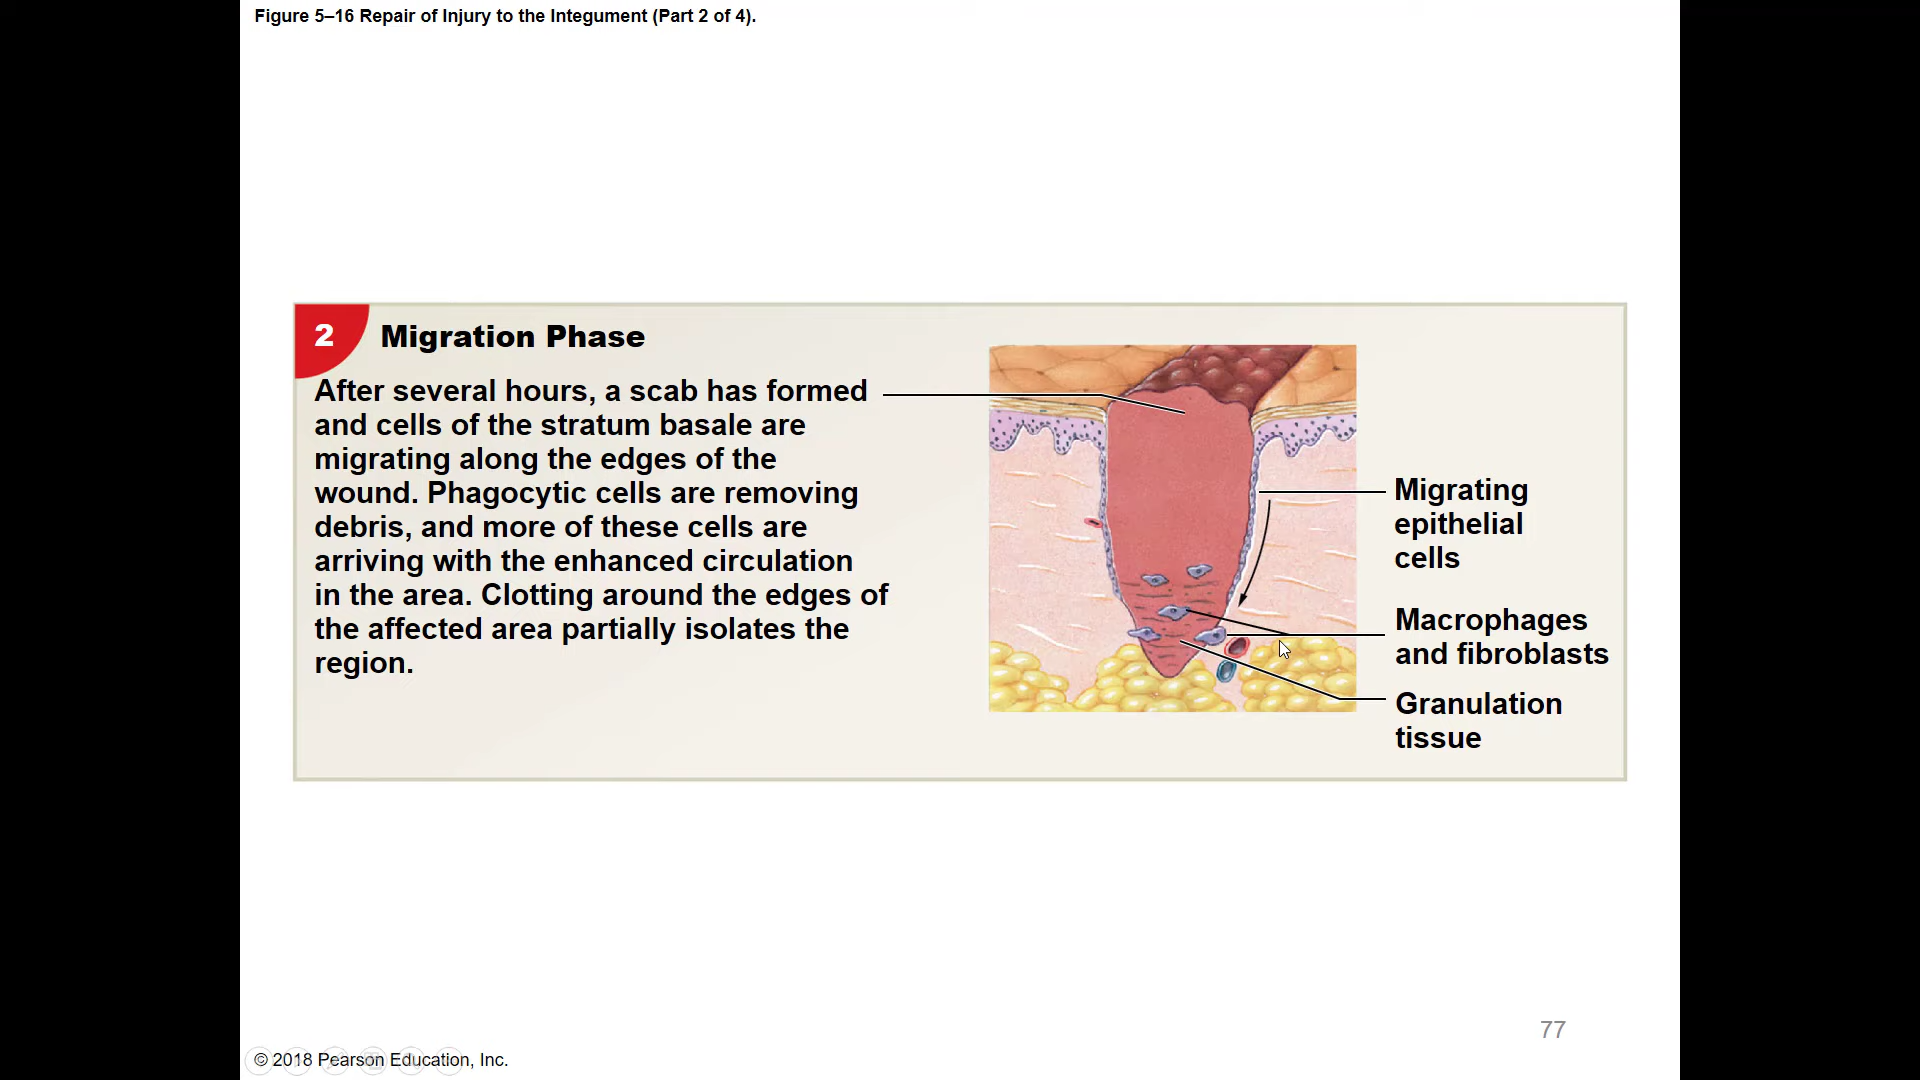 Figure 5–16 Repair of Injury to the Integument (Part 2 of 4).
2
Migration Phase
After several hours, a scab has formed
and cells of the stratum basale are
migrating along the edges of the
wound. Phagocytic cells are removing
debris, and more of these cells are
arriving with the enhanced circulation
in the area. Clotting around the edges of
the affected area partially isolates the
region.
Migrating
epithelial
cells
Macrophages
and fibroblasts
Granulation
tissue
77
© 2018 Pearson Education, Inc.